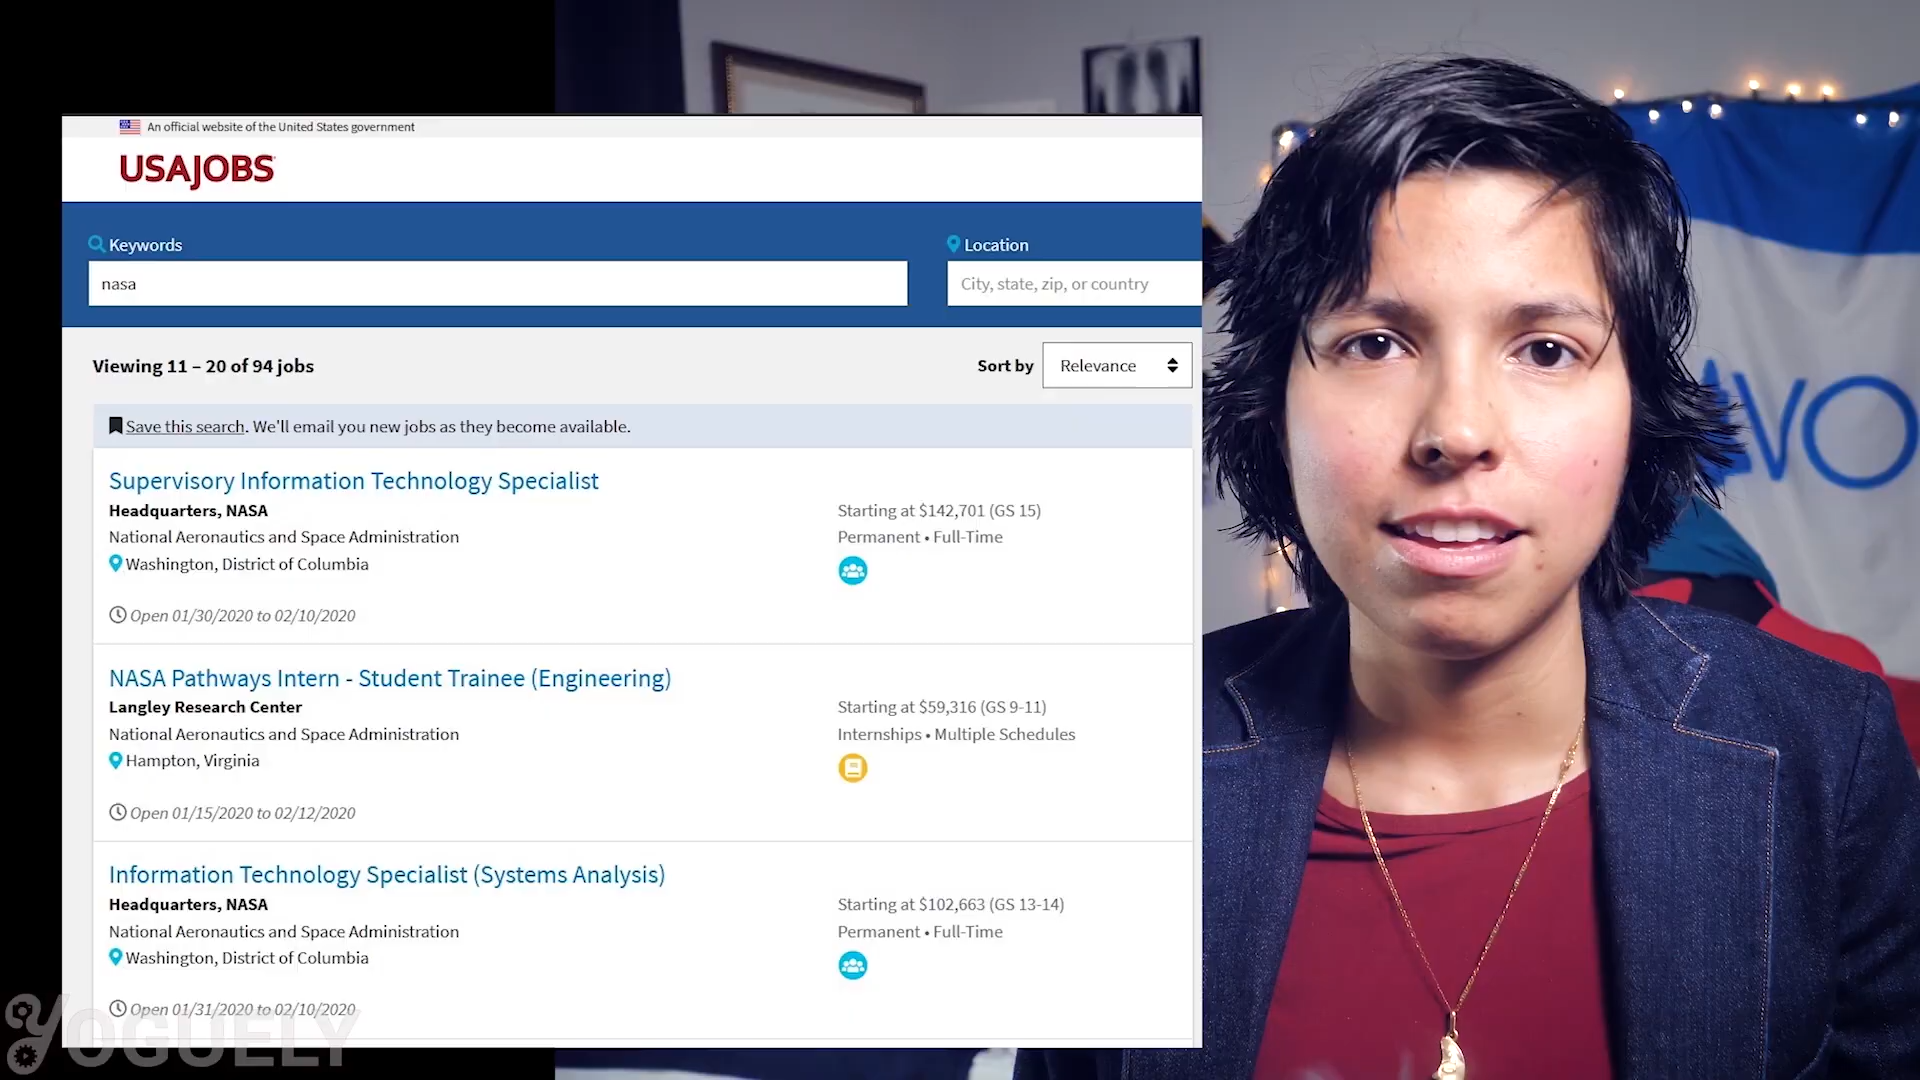 An official website of the United States government
USAJOBS
Keywords
Location
nasa
City, state, zip, or country
Viewing 11 – 20 of 94 jobs
Sort by
Relevance
Save this search. We'll email you new jobs as they become available.
Supervisory Information Technology Specialist
Headquarters, NASA
National Aeronautics and Space Administration
Washington, District of Columbia
Starting at $142,701 (GS 15)
Permanent • Full-Time
Open 01/30/2020 to 02/10/2020
NASA Pathways Intern - Student Trainee (Engineering)
Langley Research Center
National Aeronautics and Space Administration
Hampton, Virginia
Starting at $59,316 (GS 9-11)
Internships • Multiple Schedules
Open 01/15/2020 to 02/12/2020
Information Technology Specialist (Systems Analysis)
Headquarters, NASA
National Aeronautics and Space Administration
Washington, District of Columbia
Starting at $102,663 (GS 13-14)
Permanent • Full-Time
Open 01/31/2020 to 02/10/2020
YOGUELY